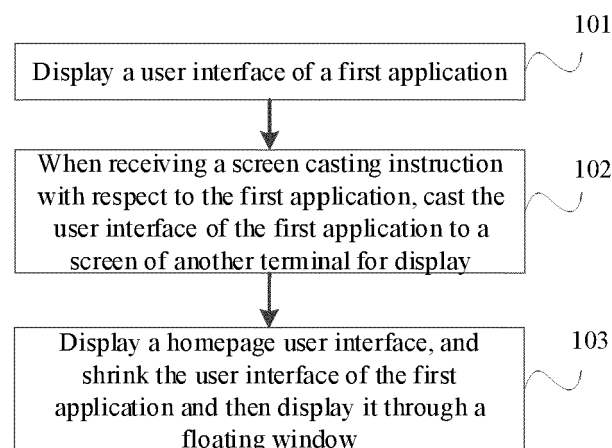 101
Display a user interface of a first application
When receiving a screen casting instruction
with respect to the first application, cast the
user interface of the first application to a
screen of another terminal for display
102
Display a homepage user interface, and
shrink the user interface of the first
application and then display it through a
floating window
103